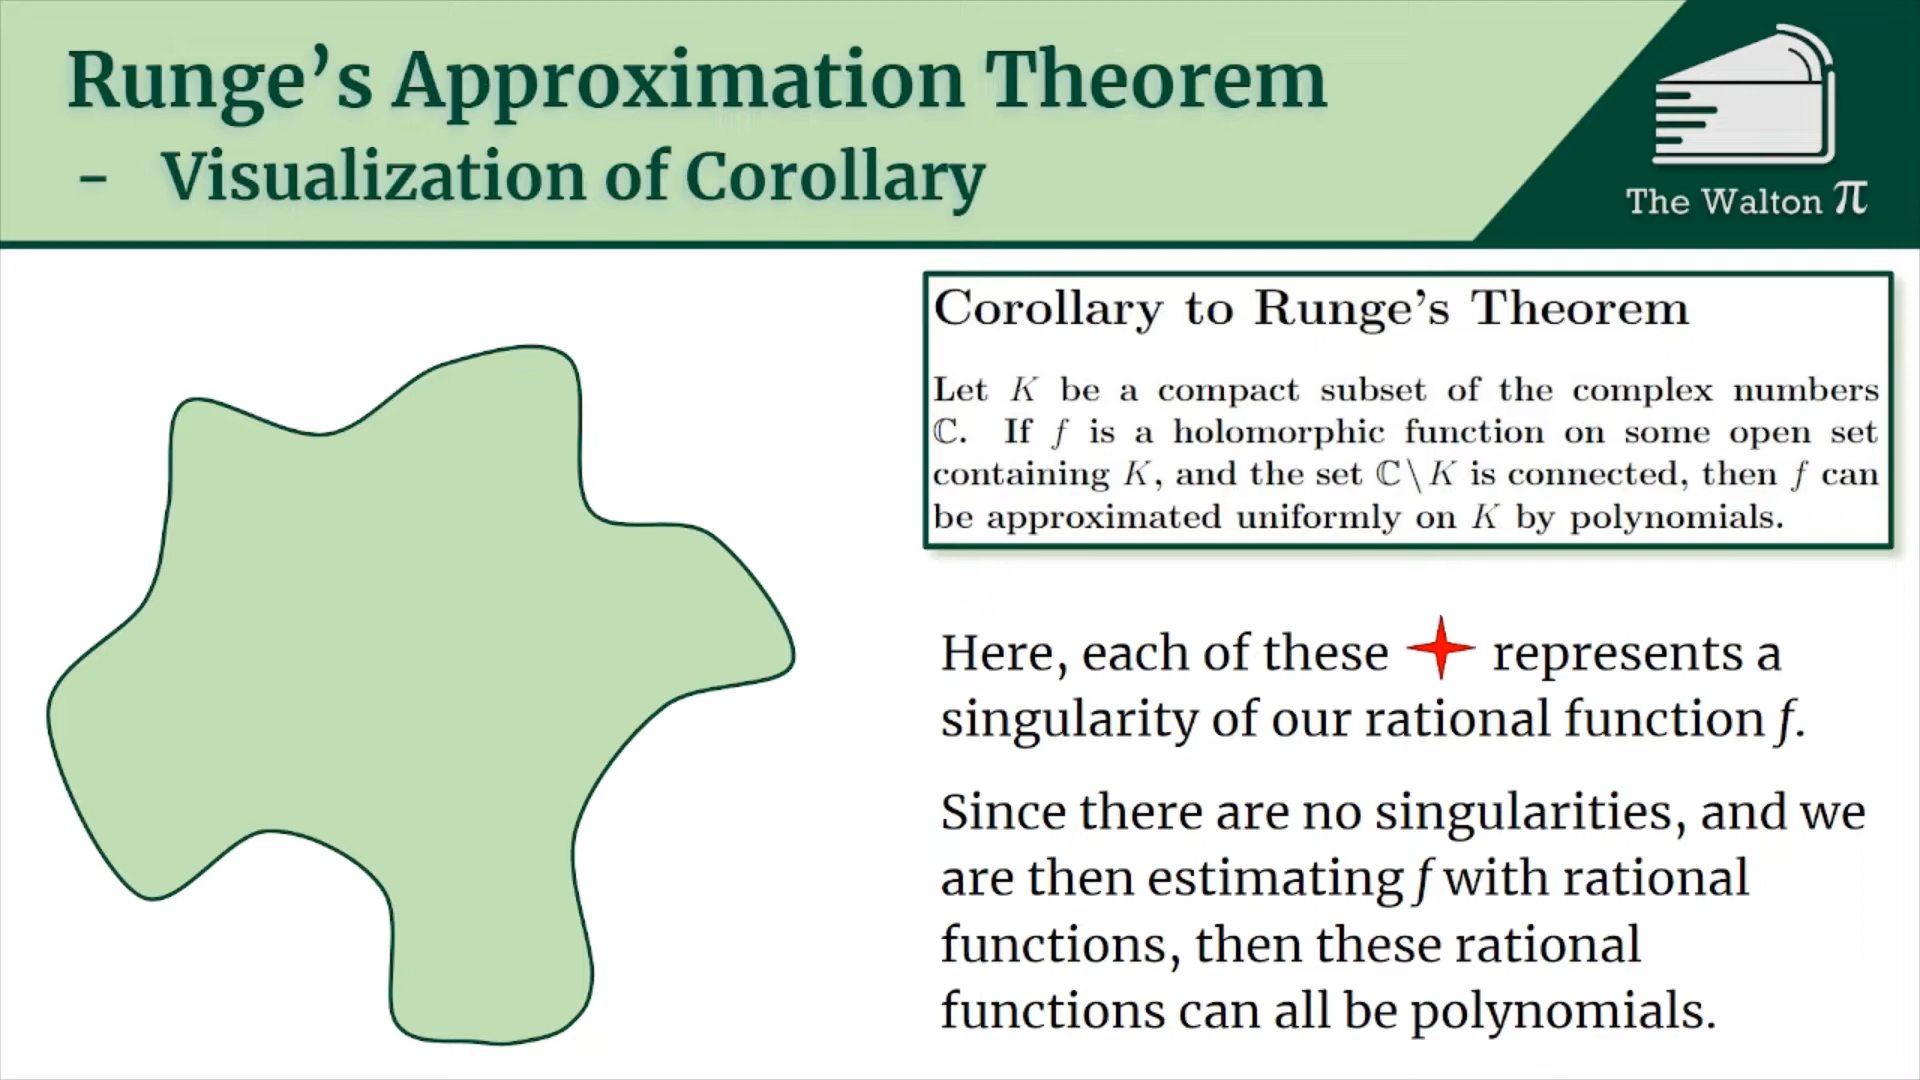 Runge’s Approximation Theorem
- Visualization of Corollary
The Walton π
Corollary to Runge’s Theorem
Let K be a compact subset of the complex numbers
ℂ. If f is a holomorphic function on some open set
containing K, and the set ℂ\K is connected, then f can
be approximated uniformly on K by polynomials.
Here, each of these represents a
singularity of our rational function f.
Since there are no singularities, and we
are then estimating f with rational
functions, then these rational
functions can all be polynomials.